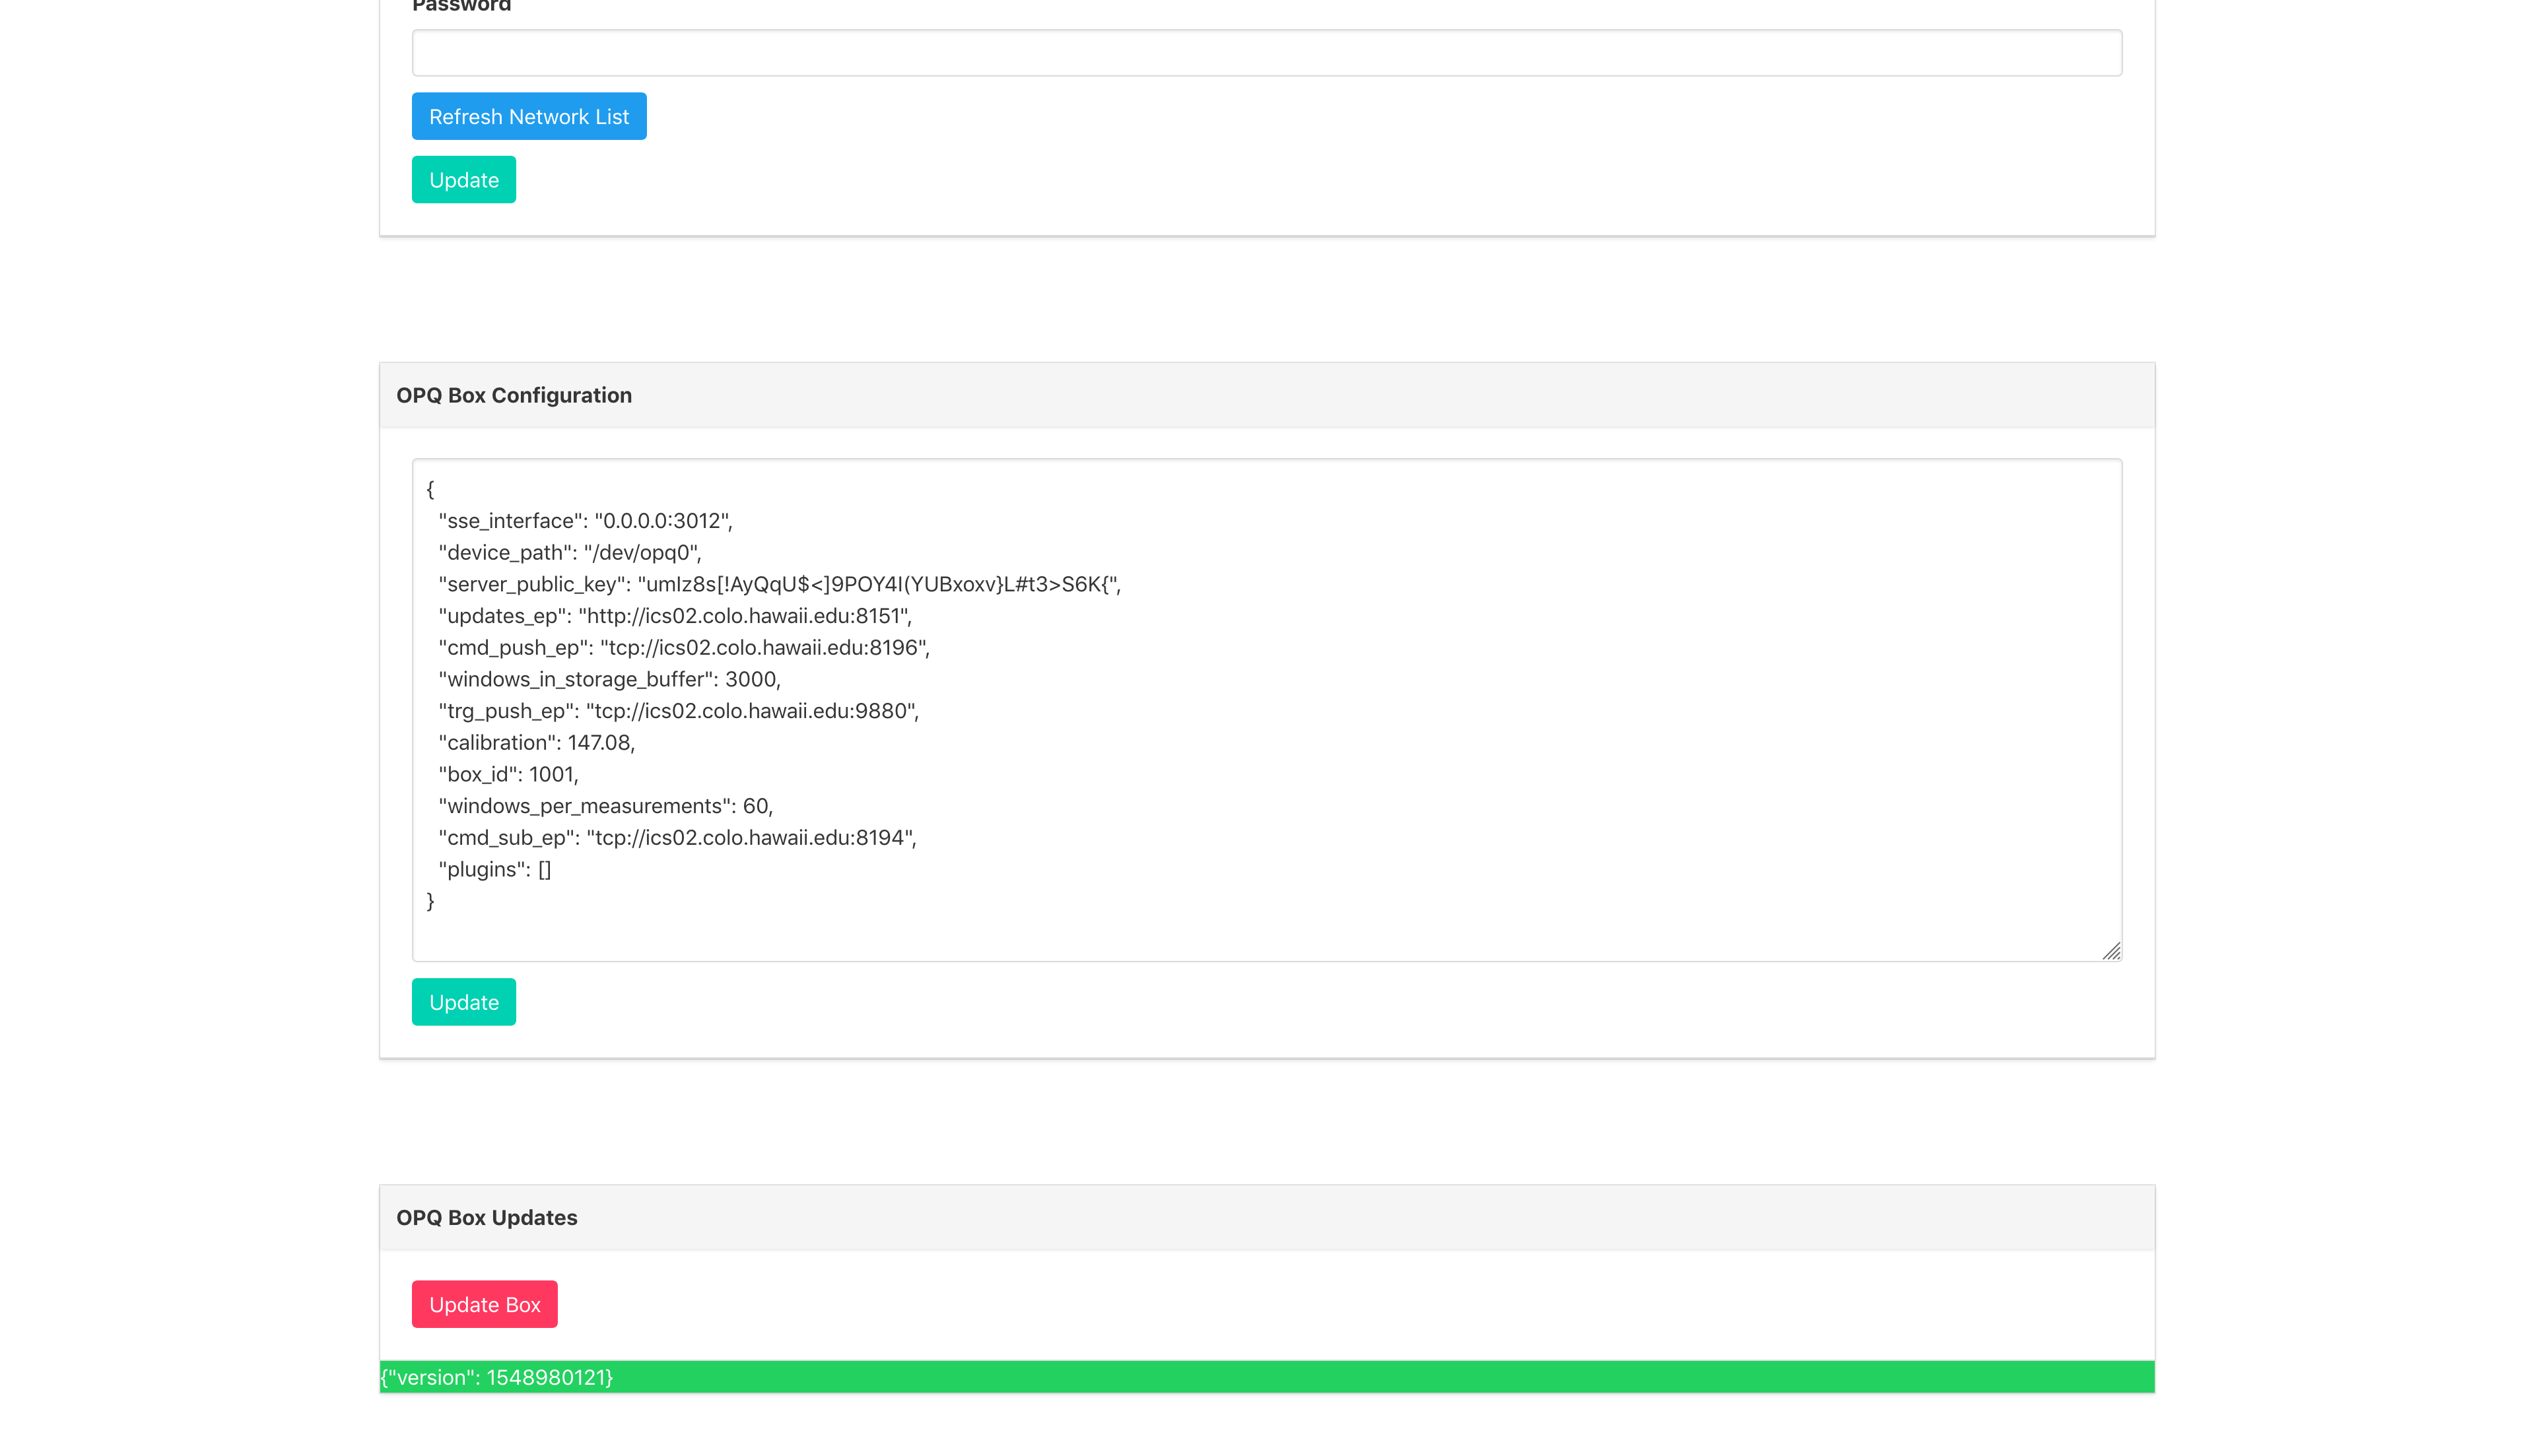 Password
Refresh Network List
Update
OPQ Box Configuration
{
"sse_interface": "0.0.0.0:3012",
"device_path": "/dev/opq0",
"server_public_key": "umIz8s[!AyQqU$<]9POY4I(YUBxoxv}L#t3>S6K{",
"updates_ep": "http://ics02.colo.hawaii.edu:8151",
"cmd_push_ep": "tcp://ics02.colo.hawaii.edu:8196",
"windows_in_storage_buffer": 3000,
"trg_push_ep": "tcp://ics02.colo.hawaii.edu:9880",
"calibration": 147.08,
"box_id": 1001,
"windows_per_measurements": 60,
"cmd_sub_ep": "tcp://ics02.colo.hawaii.edu:8194",
"plugins": []
}
Update
OPQ Box Updates
Update Box
{"version": 1548980121}